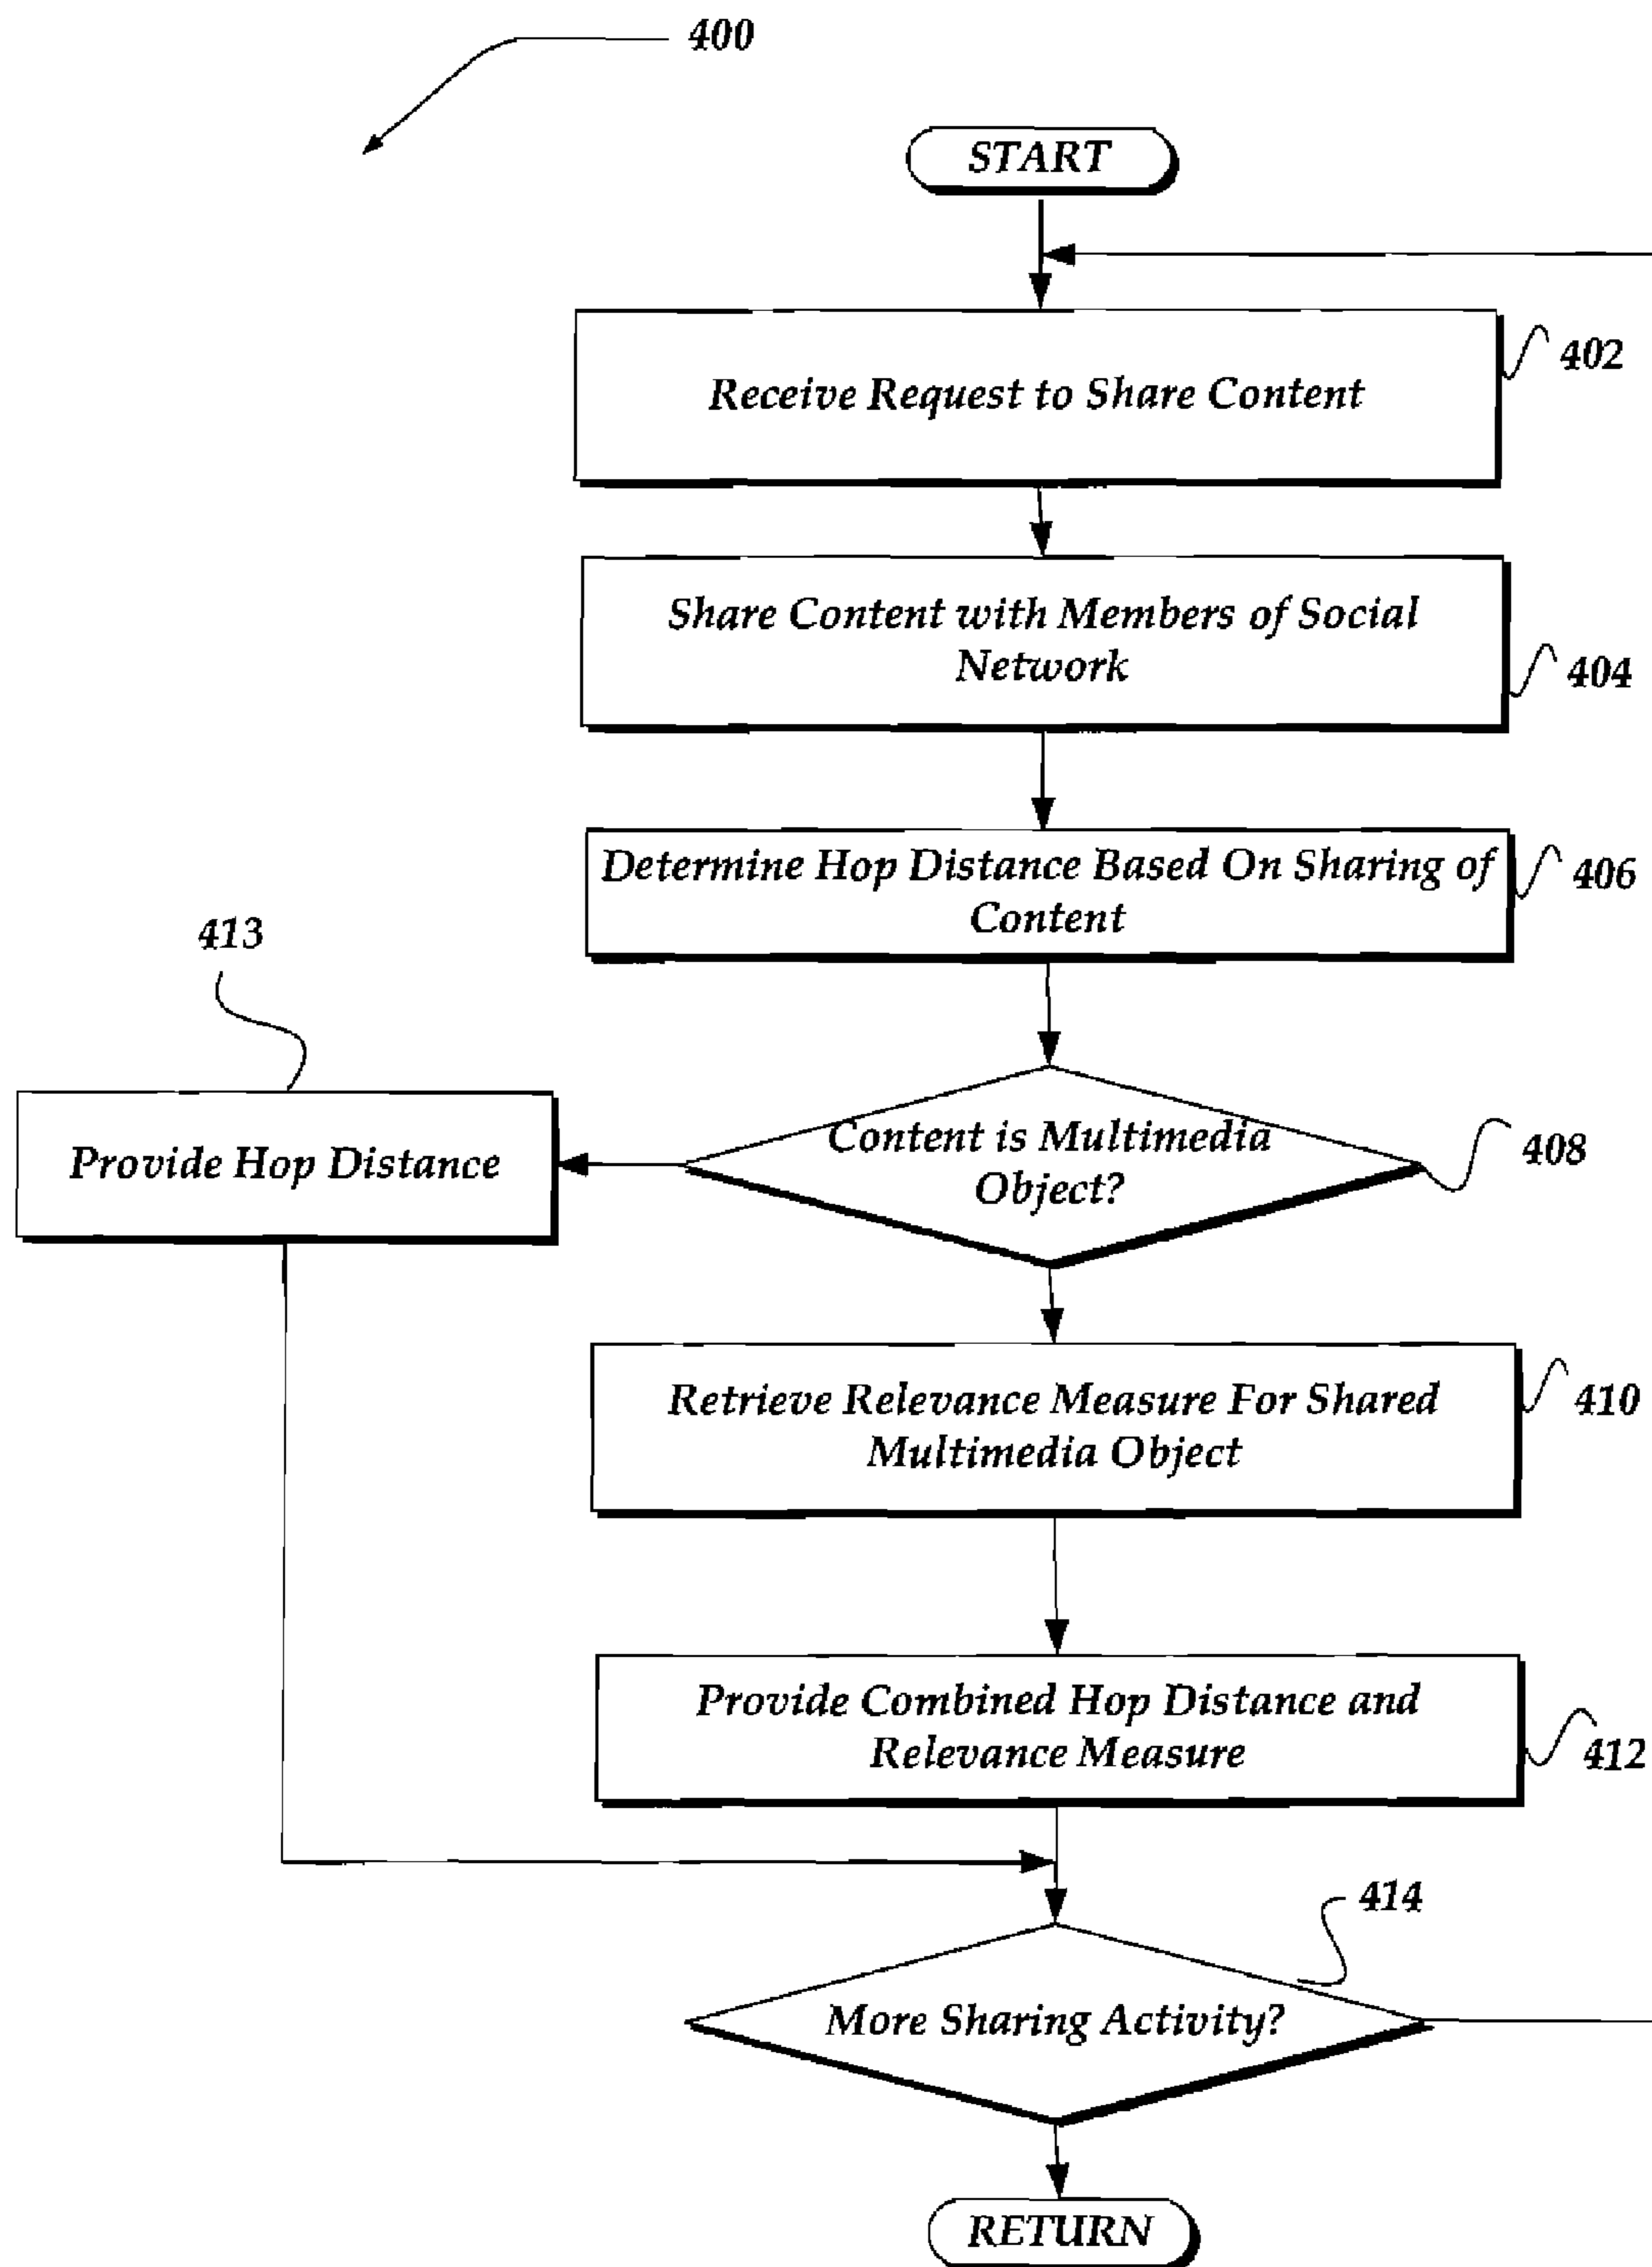 400
START
Receive Request to Share Content
402
Share Content with Members of Social
Network
404
Determine Hop Distance Based On Sharing of
Content
406
413
Provide Hop Distance
Content is Multimedia
Object?
408
Retrieve Relevance Measure For Shared
Multimedia Object
410
Provide Combined Hop Distance and
Relevance Measure
412
414
More Sharing Activity?
RETURN